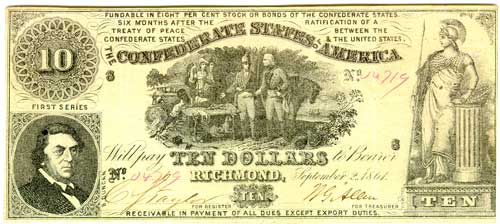 FUNDABLE IN EIGHT PER CENT STOCK OR BONDS OF THE CONFEDERATE STATES.
SIX MONTHS AFTER THE RATIFICATION OF A
TREATY OF PEACE BETWEEN THE
CONFEDERATE STATES & THE UNITED STATES.
10
THE CONFEDERATE STATES OF AMERICA
8
No. 14719
FIRST SERIES
8
Will pay TEN DOLLARS to Bearer
No.
RICHMOND, September 2, 1861.
TEN
FOR REGISTER FOR TREASURER
TEN
RECEIVABLE IN PAYMENT OF ALL DUES EXCEPT EXPORT DUTIES.